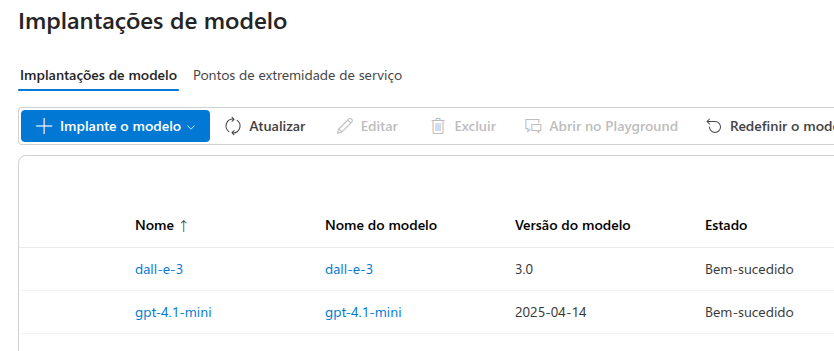 Implantações de modelo
Implantações de modelo Pontos de extremidade de serviço
Implante o modelo Atualizar Editar Excluir Abrir no Playground Redefinir o mod
Nome ↑ Nome do modelo Versão do modelo Estado
dall-e-3 dall-e-3 3.0 Bem-sucedido
gpt-4.1-mini gpt-4.1-mini 2025-04-14 Bem-sucedido